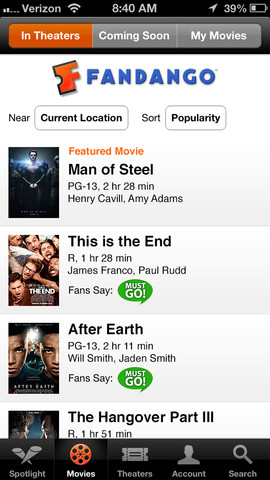 Verizon 8:40 AM 39%
In Theaters Coming Soon My Movies
FANDANGO
Near Current Location Sort Popularity
Featured Movie
Man of Steel
PG-13, 2 hr 28 min
Henry Cavill, Amy Adams
This is the End
R, 1 hr 28 min
James Franco, Paul Rudd
Fans Say: MUST GO!
THE END
After Earth
PG-13, 2 hr 11 min
Will Smith, Jaden Smith
Fans Say: MUST GO!
AFTER EARTH
The Hangover Part III
R, 1 hr 51 min
Spotlight Movies Theaters Account Search